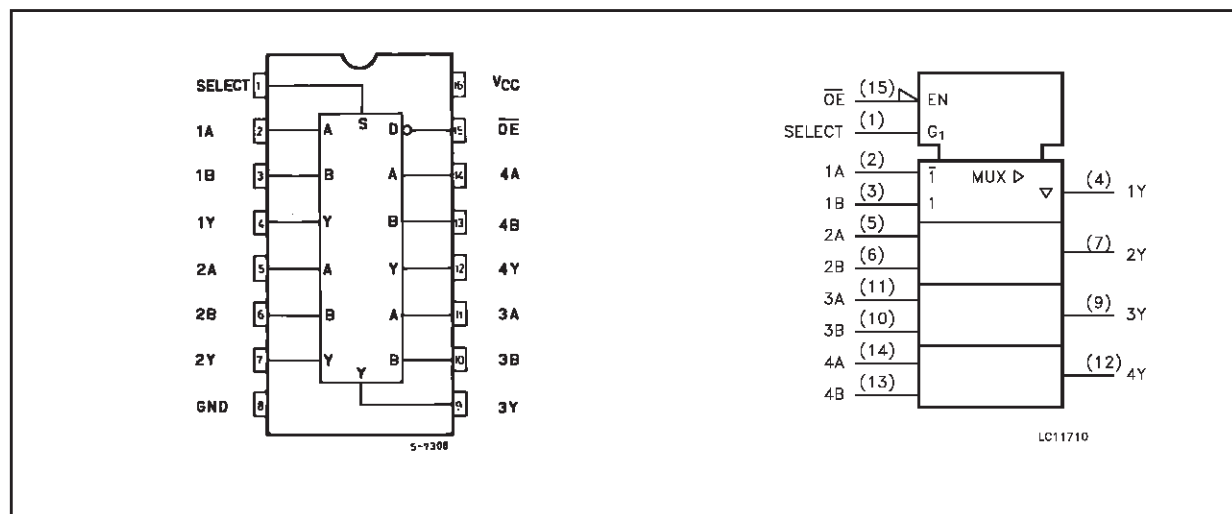 SELECT 1 16 VCC
S
1A 2 A D 15 O̅E̅
1B 3 B A 14 4A
1Y 4 Y B 13 4B
2A 5 A Y 12 4Y
2B 6 B A 11 3A
2Y 7 Y B 10 3B
Y
GND 8 9 3Y
S-7308
O̅E̅ (15) EN
SELECT (1) G1
1A (2) 1̅ MUX ▷ (4) 1Y
1B (3) 1 ▽
2A (5) (7) 2Y
2B (6)
3A (11) (9) 3Y
3B (10)
4A (14) (12) 4Y
4B (13)
LC11710